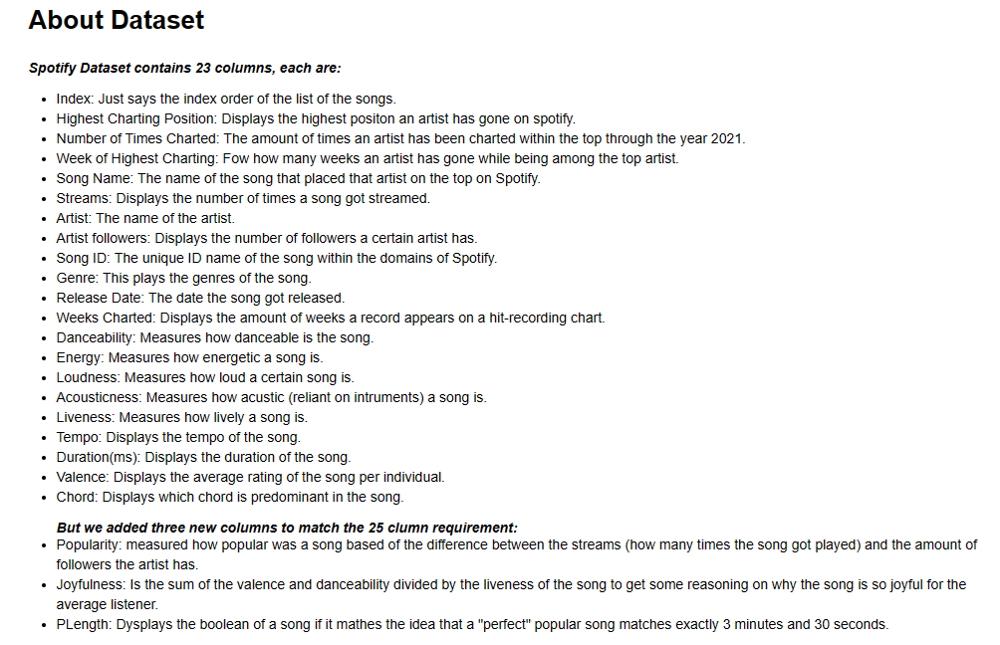 About Dataset
Spotify Dataset contains 23 columns, each are:
• Index: Just says the index order of the list of the songs.
• Highest Charting Position: Displays the highest positon an artist has gone on spotify.
• Number of Times Charted: The amount of times an artist has been charted within the top through the year 2021.
• Week of Highest Charting: Fow how many weeks an artist has gone while being among the top artist.
• Song Name: The name of the song that placed that artist on the top on Spotify.
• Streams: Displays the number of times a song got streamed.
• Artist: The name of the artist.
• Artist followers: Displays the number of followers a certain artist has.
• Song ID: The unique ID name of the song within the domains of Spotify.
• Genre: This plays the genres of the song.
• Release Date: The date the song got released.
• Weeks Charted: Displays the amount of weeks a record appears on a hit-recording chart.
• Danceability: Measures how danceable is the song.
• Energy: Measures how energetic a song is.
• Loudness: Measures how loud a certain song is.
• Acousticness: Measures how acustic (reliant on intruments) a song is.
• Liveness: Measures how lively a song is.
• Tempo: Displays the tempo of the song.
• Duration(ms): Displays the duration of the song.
• Valence: Displays the average rating of the song per individual.
• Chord: Displays which chord is predominant in the song.
But we added three new columns to match the 25 clumn requirement:
• Popularity: measured how popular was a song based of the difference between the streams (how many times the song got played) and the amount of
followers the artist has.
• Joyfulness: Is the sum of the valence and danceability divided by the liveness of the song to get some reasoning on why the song is so joyful for the
average listener.
• PLength: Dysplays the boolean of a song if it mathes the idea that a "perfect" popular song matches exactly 3 minutes and 30 seconds.